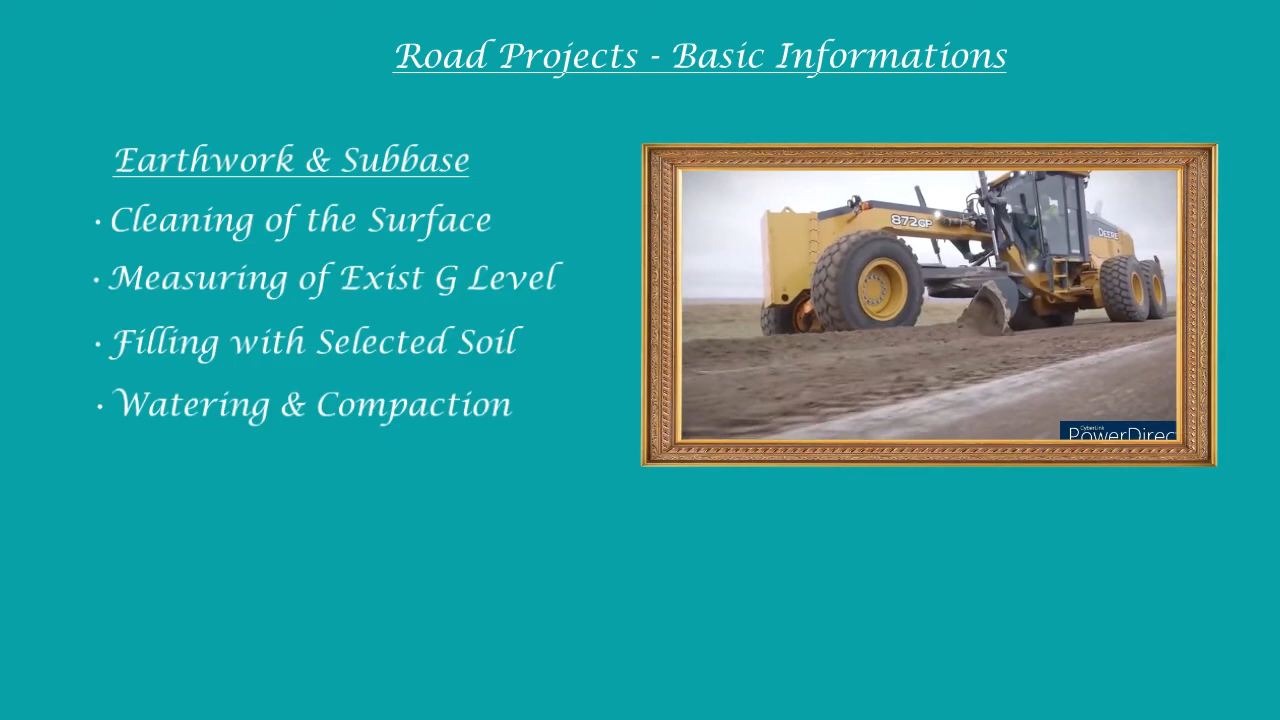 Road Projects - Basic Informations
Earthwork & Subbase
· Cleaning of the Surface
· Measuring of Exist G Level
· Filling with Selected Soil
· Watering & Compaction
872GP
DEERE
CyberLink
PowerDirec